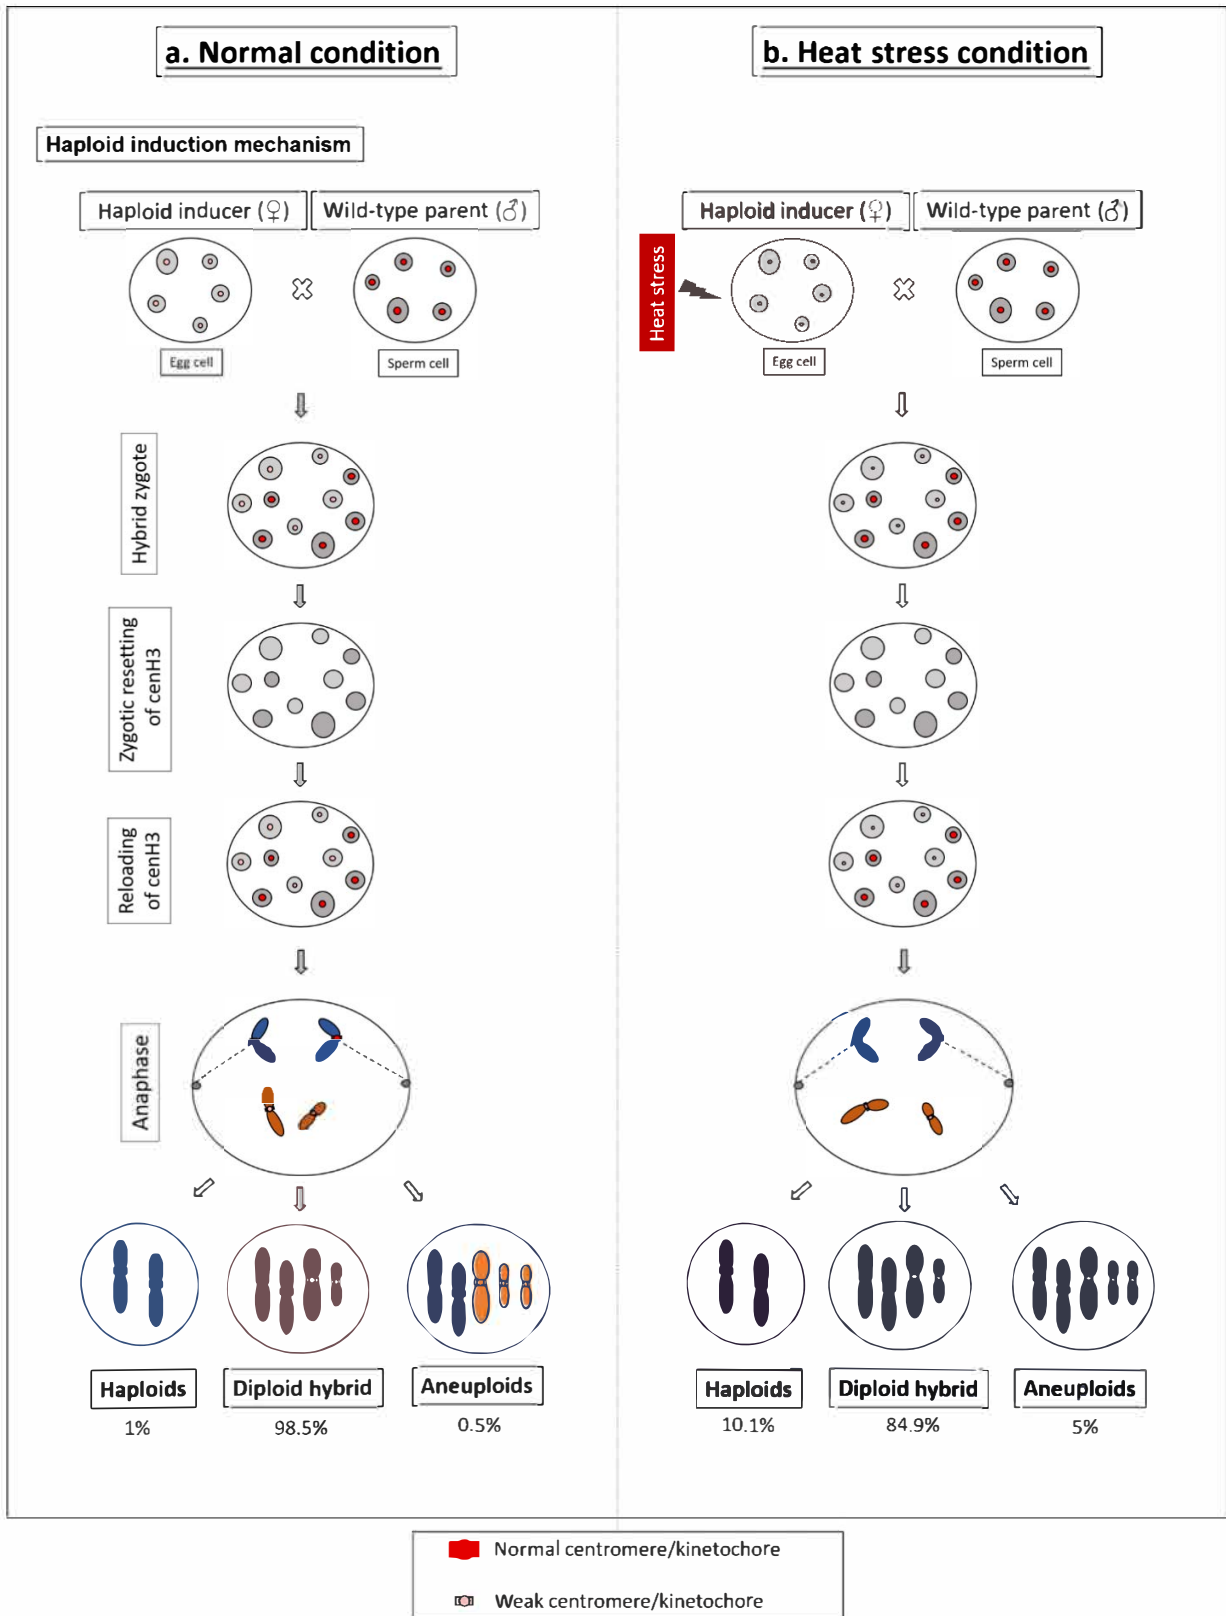 a. Normal condition
Haploid induction mechanism
Haploid inducer (♀)
Wild-type parent (♂)
Egg cell
Sperm cell
Hybrid zygote
Zygotic resetting
of cenH3
Reloading
of cenH3
Anaphase
Haploids
Diploid hybrid
Aneuploids
1%
98.5%
0.5%
b. Heat stress condition
Haploid inducer (♀)
Wild-type parent (♂)
Heat stress
Egg cell
Sperm cell
Haploids
Diploid hybrid
Aneuploids
10.1%
84.9%
5%
Normal centromere/kinetochore
Weak centromere/kinetochore